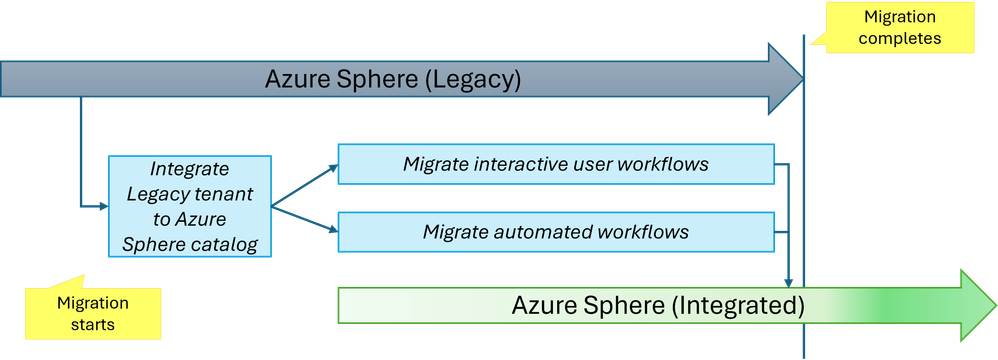 Migration
completes
Azure Sphere (Legacy)
Integrate
Legacy tenant
to Azure
Sphere catalog
Migrate interactive user workflows
Migrate automated workflows
Migration
starts
Azure Sphere (Integrated)